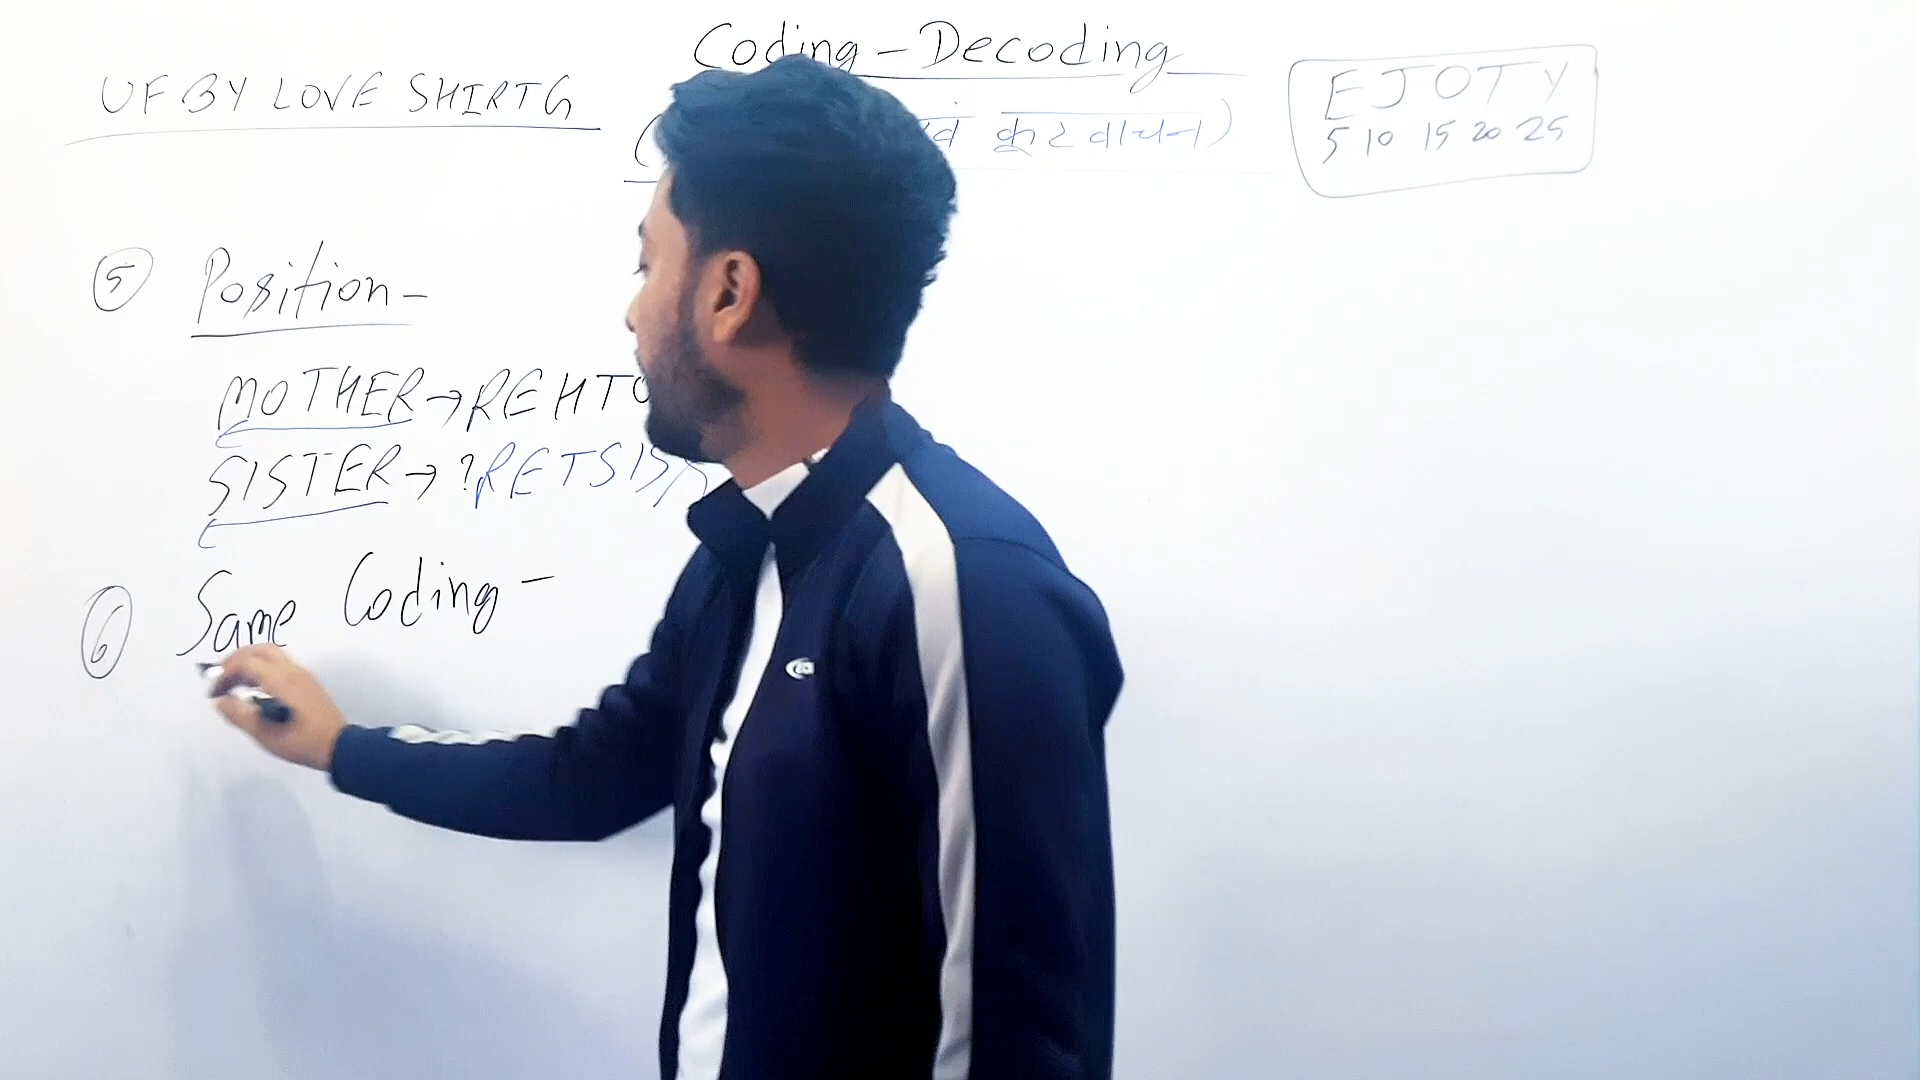 Coding - Decoding
UF BY LOVE SHIRTG
कूटवाचन)
EJOTY
5 10 15 20 25
5 Position -
MOTHER → REHTO
SISTER → ? RETSIS
6 Same Coding -